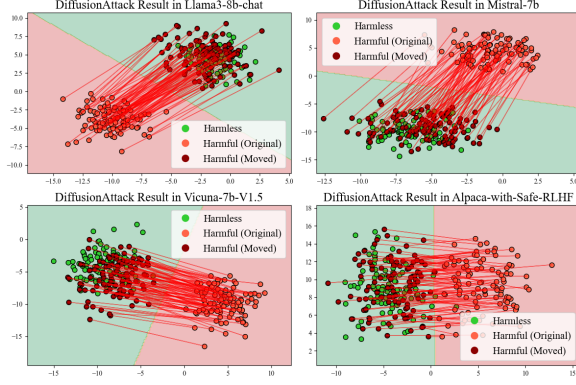 DiffusionAttack Result in Llama3-8b-chat
10.0
7.5
5.0
2.5
0.0
−2.5
−5.0
−7.5
−10.0
Harmless
Harmful (Original)
Harmful (Moved)
−15.0 −12.5 −10.0 −7.5 −5.0 −2.5 0.0 2.5 5.0
DiffusionAttack Result in Mistral-7b
10
5
0
−5
−10
−15
Harmless
Harmful (Original)
Harmful (Moved)
−12.5 −10.0 −7.5 −5.0 −2.5 0.0 2.5 5.0
DiffusionAttack Result in Vicuna-7b-V1.5
5
0
−5
−10
−15
Harmless
Harmful (Original)
Harmful (Moved)
−15 −10 −5 0 5 10
DiffusionAttack Result in Alpaca-with-Safe-RLHF
18
16
14
12
10
8
6
4
2
Harmless
Harmful (Original)
Harmful (Moved)
−10 −5 0 5 10 15